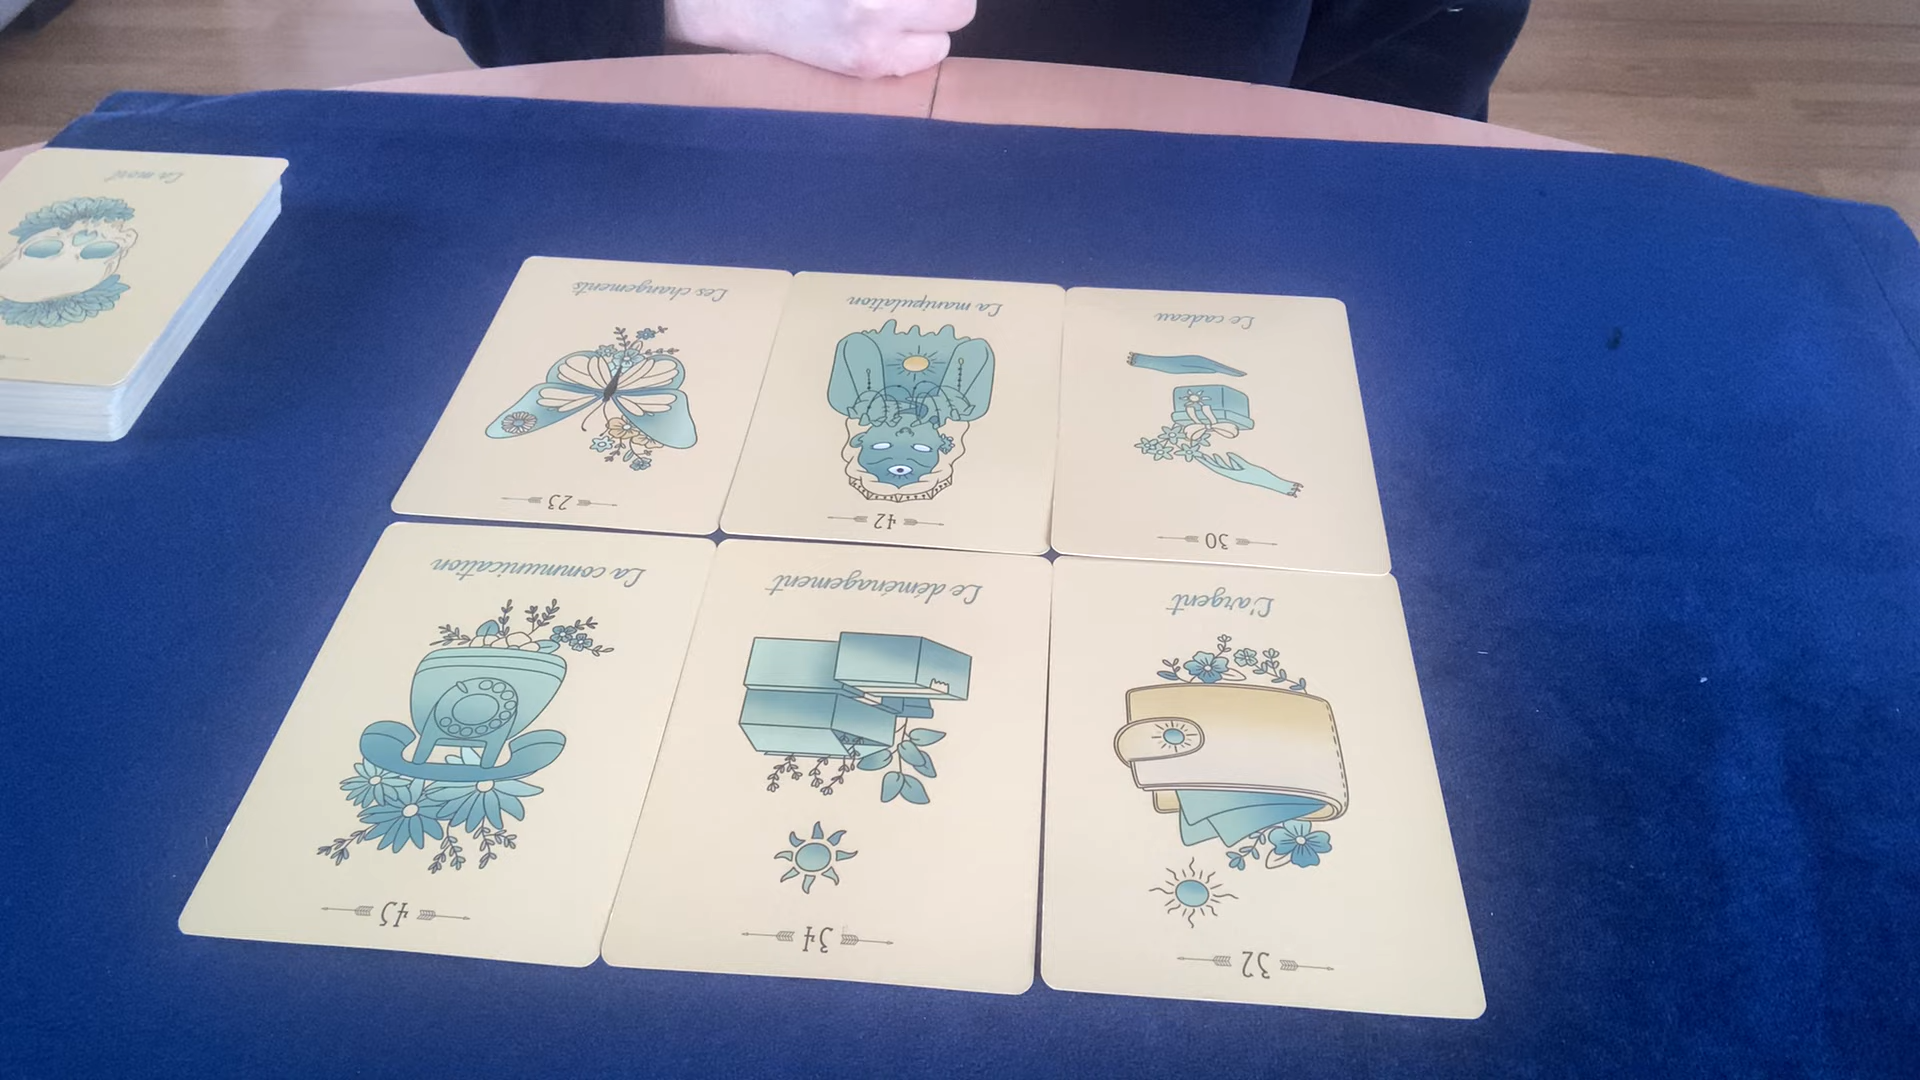 La mort
Les changements
23
La manipulation
42
Le cadeau
30
La communication
45
Le déménagement
34
L'argent
32